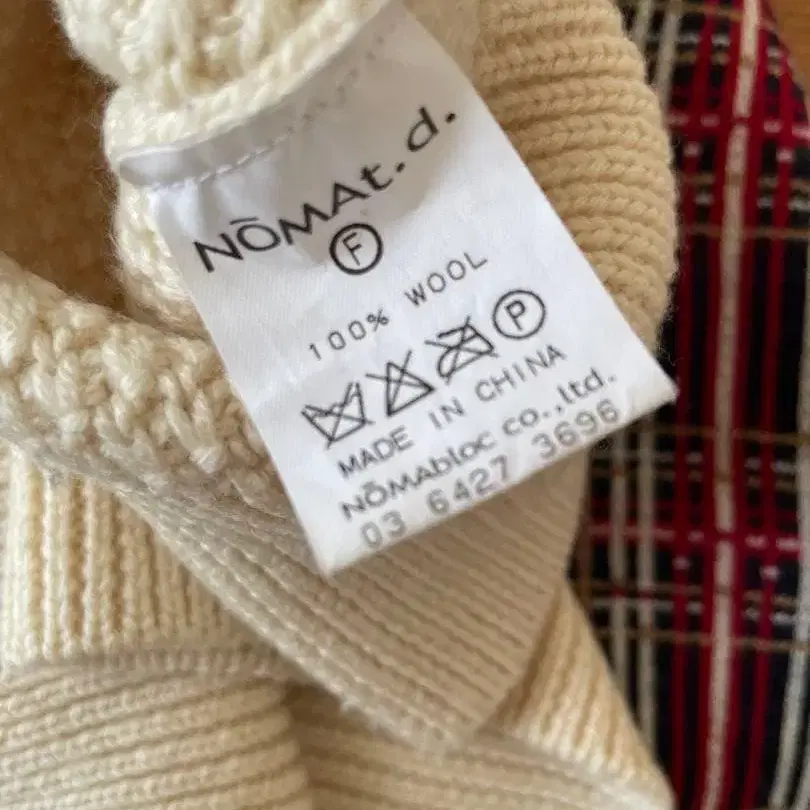 NŌMAt.d.
F
100% WOOL
P
MADE IN CHINA
NŌMAbloc co.,ltd.
03 6427 3696